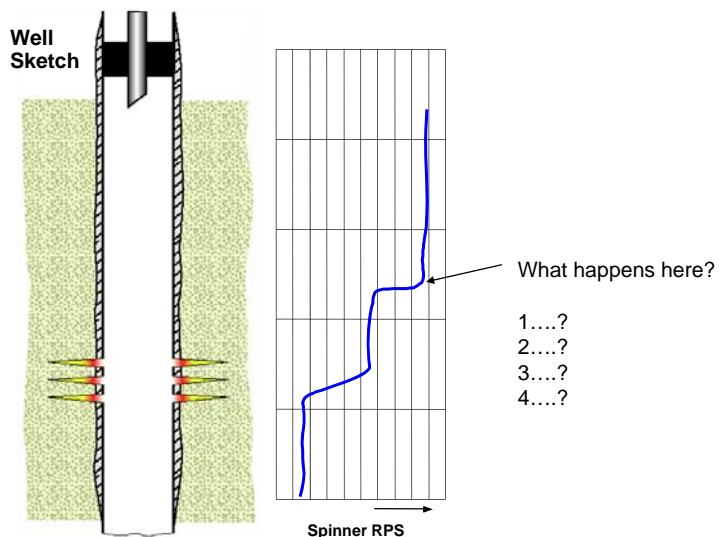 Well
Sketch
What happens here?
1....?
2....?
3....?
4....?
Spinner RPS